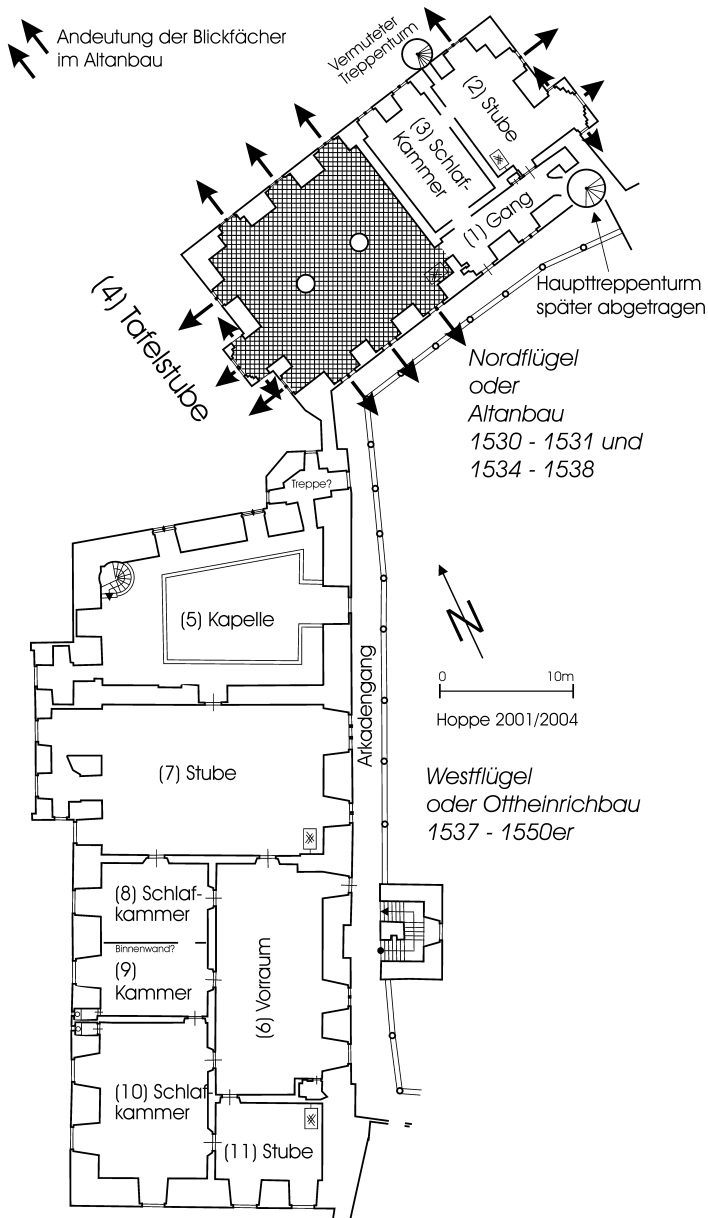 Andeutung der Blickfächer
im Altanbau
Vermuteter
Treppenturm
(2) Stube
(3) Schlaf-
Kammer
(1) Gang
Haupttreppenturm
später abgetragen
(4) Tafelstube
Nordflügel
oder
Altanbau
1530 - 1531 und
1534 - 1538
Treppe?
(5) Kapelle
N
0 10m
Hoppe 2001/2004
Arkadengang
(7) Stube
Westflügel
oder Ottheinrichbau
1537 - 1550er
(8) Schlaf-
kammer
Binnenwand?
(9)
Kammer
(6) Vorraum
(10) Schlaf-
kammer
(11) Stube